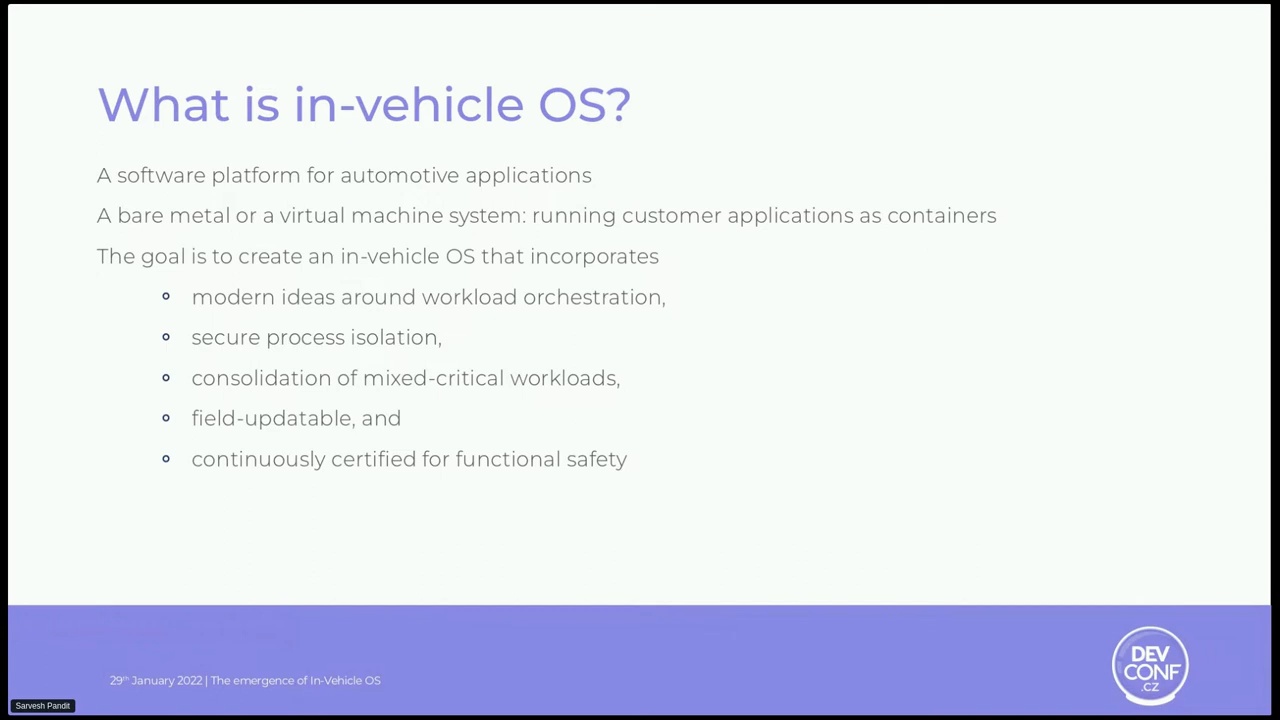 What is in-vehicle OS?
A software platform for automotive applications
A bare metal or a virtual machine system: running customer applications as containers
The goal is to create an in-vehicle OS that incorporates
modern ideas around workload orchestration,
secure process isolation,
consolidation of mixed-critical workloads,
field-updatable, and
continuously certified for functional safety
29th January 2022 | The emergence of In-Vehicle OS
DEV
CONF
.CZ
Sarvesh Pandit